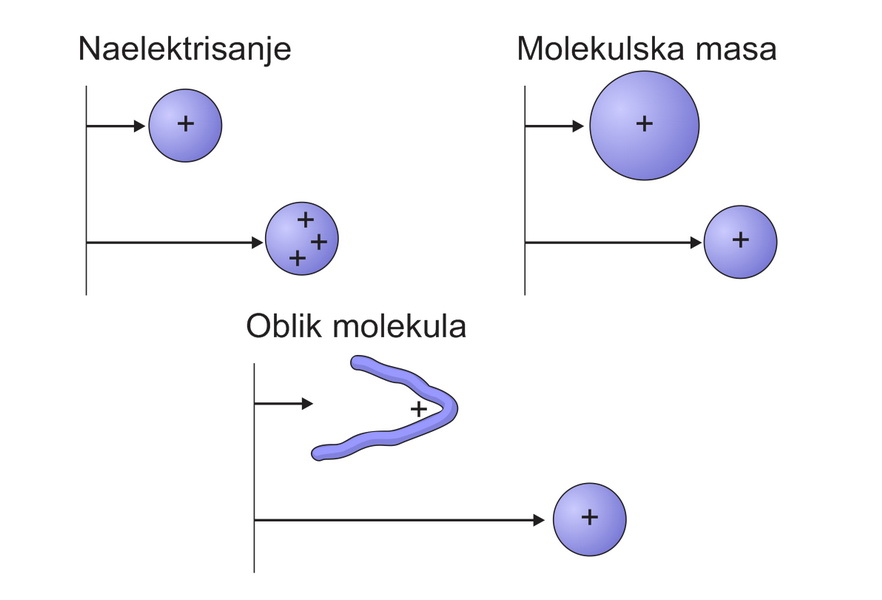 Naelektrisanje
Molekulska masa
+
+
+
+
+
+
Oblik molekula
+
+